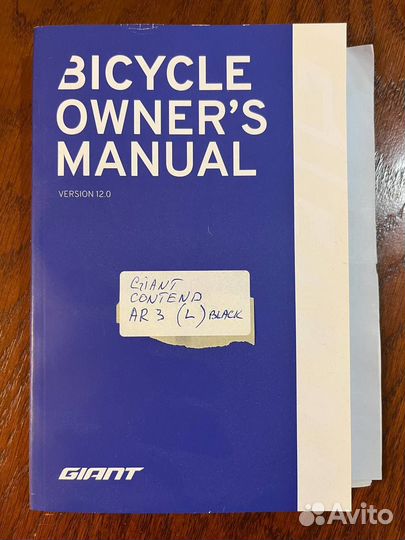 BICYCLE
OWNER'S
MANUAL
VERSION 12.0
GIANT
CONTEND
AR 3 (L) BLACK
GIANT
Avito